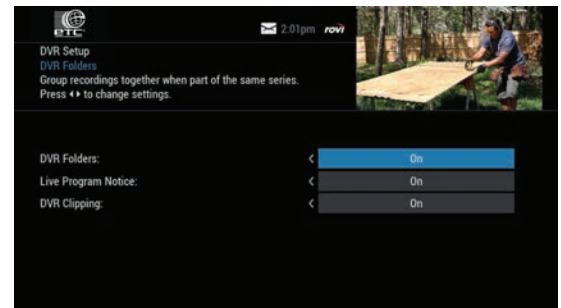 PTC
2:01pm rovi
DVR Setup
DVR Folders
Group recordings together when part of the same series.
Press ◂▸ to change settings.
DVR Folders: < On
Live Program Notice: < On
DVR Clipping: < On